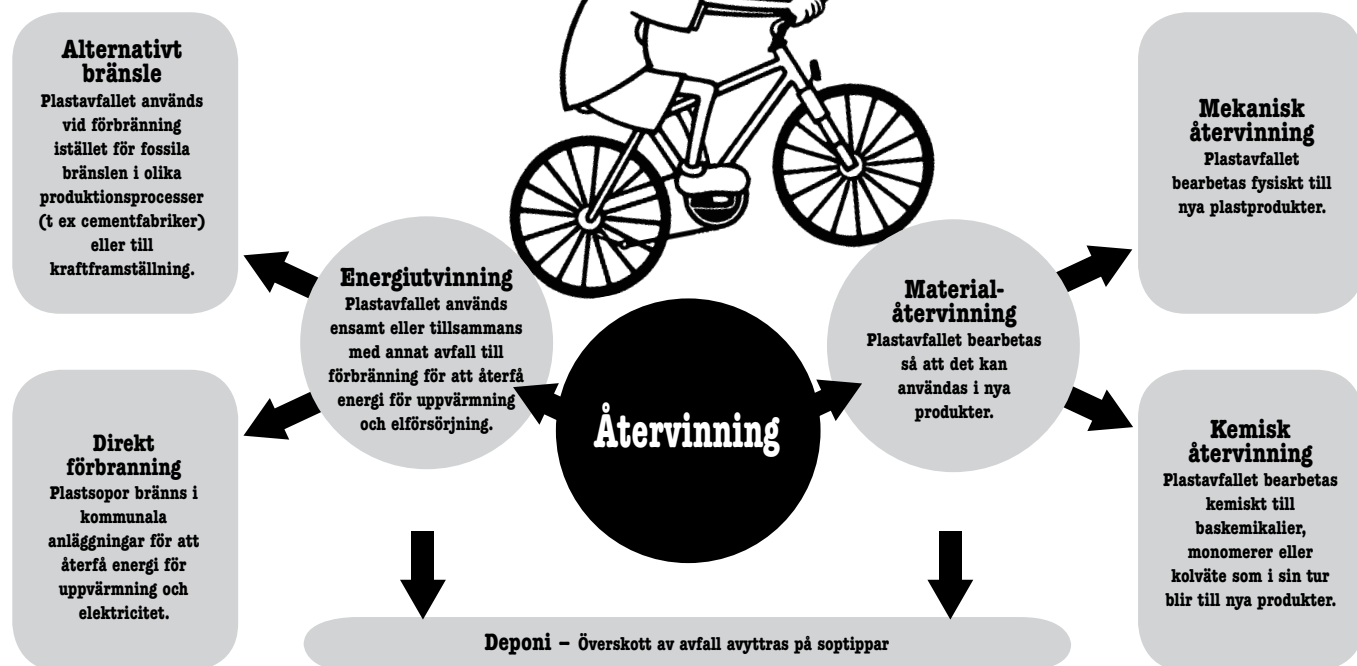 Alternativt
bränsle
Plastavfallet används
vid förbränning
istället för fossila
bränslen i olika
produktionsprocesser
(t ex cementfabriker)
eller till
kraftframställning.
Direkt
förbranning
Plastsopor bränns i
kommunala
anläggningar för att
återfå energi för
uppvärmning och
elektricitet.
Energiutvinning
Plastavfallet används
ensamt eller tillsammans
med annat avfall till
förbränning för att återfå
energi för uppvärmning
och elförsörjning.
Återvinning
Material-
återvinning
Plastavfallet bearbetas
så att det kan
användas i nya
produkter.
Mekanisk
återvinning
Plastavfallet
bearbetas fysiskt till
nya plastprodukter.
Kemisk
återvinning
Plastavfallet bearbetas
kemiskt till
baskemikalier,
monomerer eller
kolväte som i sin tur
blir till nya produkter.
Deponi – Överskott av avfall avyttras på soptippar